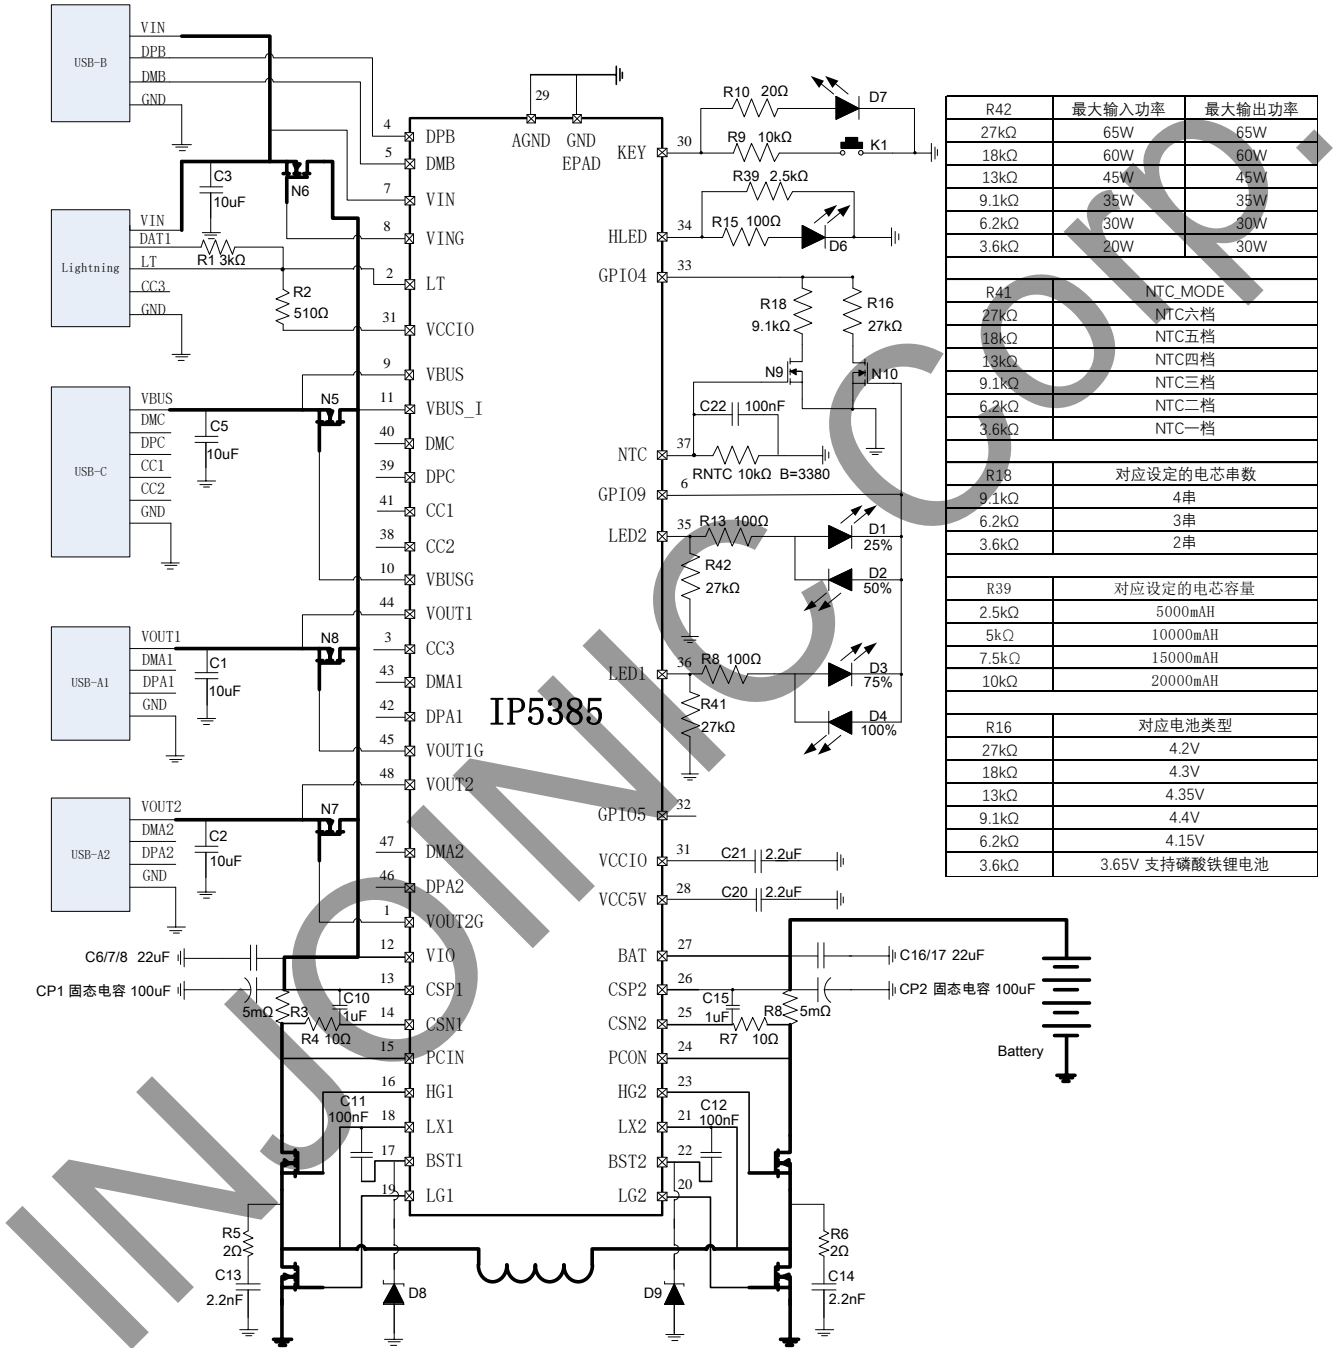 VIN
DPB
USB-B
DMB
GND
VIN
DAT1
Lightning
LT
CC3
GND
C3
10uF
N6
R1 3kΩ
R2
510Ω
VBUS
DMC
DPC
USB-C
CC1
CC2
GND
C5
10uF
N5
VOUT1
DMA1
USB-A1
DPA1
GND
C1
10uF
N8
VOUT2
DMA2
USB-A2
DPA2
GND
C2
10uF
N7
C6/7/8 22uF
CP1 固态电容 100uF
5mΩ R3
C10
1uF
R4 10Ω
C11
100nF
R5
2Ω
C13
2.2nF
D8
IP5385
29
AGND
GND
EPAD
4 DPB
5 DMB
7 VIN
8 VING
2 LT
31 VCCIO
9 VBUS
11 VBUS_I
40 DMC
39 DPC
41 CC1
38 CC2
10 VBUSG
44 VOUT1
3 CC3
43 DMA1
42 DPA1
45 VOUT1G
48 VOUT2
47 DMA2
46 DPA2
1 VOUT2G
12 VIO
13 CSP1
14 CSN1
15 PCIN
16 HG1
18 LX1
17 BST1
19 LG1
KEY 30
HLED 34
GPIO4 33
NTC 37
GPIO9 6
LED2 35
LED1 36
GPIO5 32
VCCIO 31
VCC5V 28
BAT 27
CSP2 26
CSN2 25
PCON 24
HG2 23
LX2 21
BST2 22
LG2 20
R10 20Ω
D7
R9 10kΩ
K1
R39 2.5kΩ
R15 100Ω
D6
R18
9.1kΩ
R16
27kΩ
N9
N10
C22 100nF
RNTC 10kΩ B=3380
R13 100Ω
D1
25%
R42
27kΩ
D2
50%
R8 100Ω
D3
75%
R41
27kΩ
D4
100%
C21 2.2uF
C20 2.2uF
C16/17 22uF
CP2 固态电容 100uF
C15
1uF
R8 5mΩ
R7 10Ω
Battery
C12
100nF
R6
2Ω
C14
2.2nF
D9
R42 最大输入功率 最大输出功率
27kΩ 65W 65W
18kΩ 60W 60W
13kΩ 45W 45W
9.1kΩ 35W 35W
6.2kΩ 30W 30W
3.6kΩ 20W 30W
R41 NTC_MODE
27kΩ NTC六档
18kΩ NTC五档
13kΩ NTC四档
9.1kΩ NTC三档
6.2kΩ NTC二档
3.6kΩ NTC一档
R18 对应设定的电芯串数
9.1kΩ 4串
6.2kΩ 3串
3.6kΩ 2串
R39 对应设定的电芯容量
2.5kΩ 5000mAH
5kΩ 10000mAH
7.5kΩ 15000mAH
10kΩ 20000mAH
R16 对应电池类型
27kΩ 4.2V
18kΩ 4.3V
13kΩ 4.35V
9.1kΩ 4.4V
6.2kΩ 4.15V
3.6kΩ 3.65V 支持磷酸铁锂电池
INJOINIC Corp.